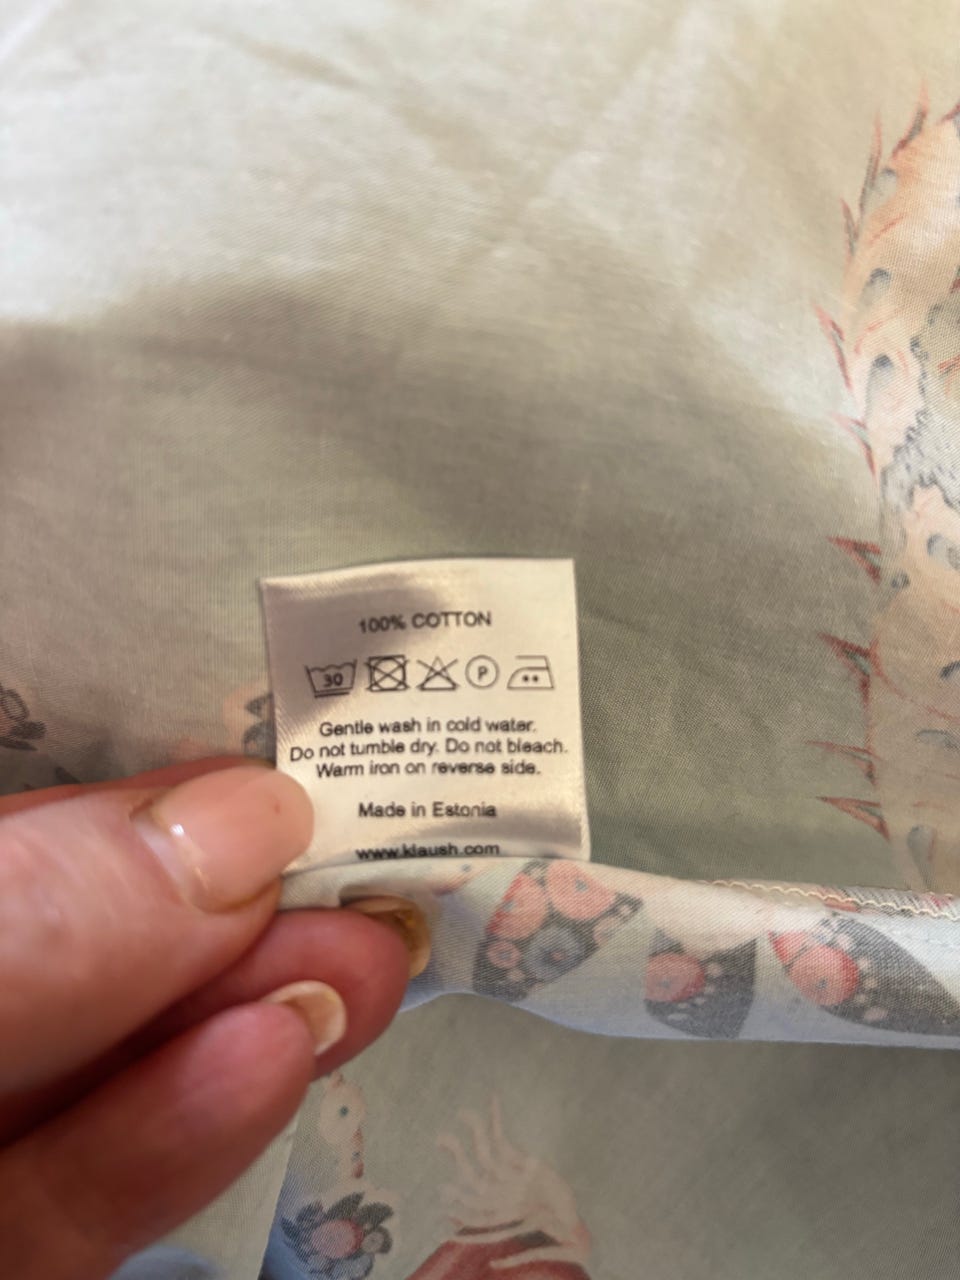 100% COTTON
30 P
Gentle wash in cold water.
Do not tumble dry. Do not bleach.
Warm iron on reverse side.
Made in Estonia
www.klaush.com